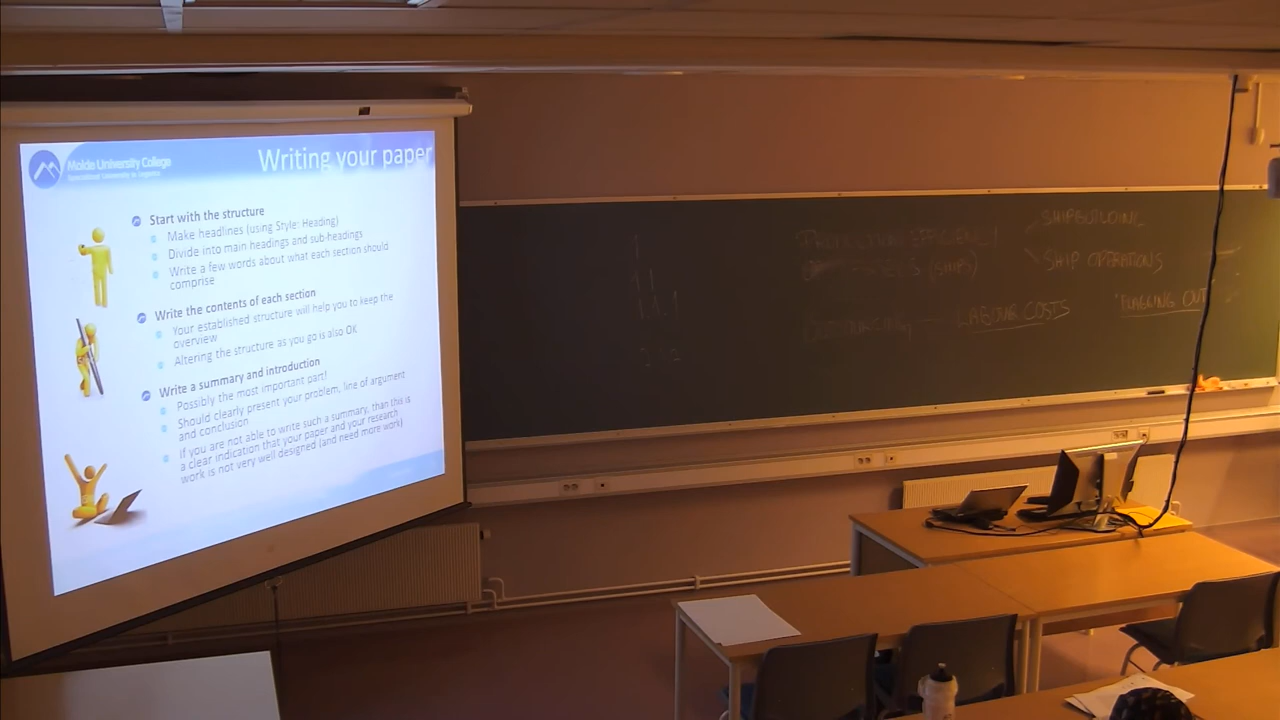 Molde University College
Writing your paper
Start with the structure
Make headlines (using Style: Heading)
Divide into main headings and sub-headings
Write a few words about what each section should
comprise
Write the contents of each section
Your established structure will help you to keep the
overview
Altering the structure as you go is also OK
Write a summary and introduction
Possibly the most important part!
Should clearly present your problem, line of argument
and conclusion
If you are not able to write such a summary, than this is
a clear indication that your paper and your research
work is not very well designed (and need more work)
SHIPBUILDING
SHIP OPERATIONS
LABOUR COSTS
"FLAGGING OUT